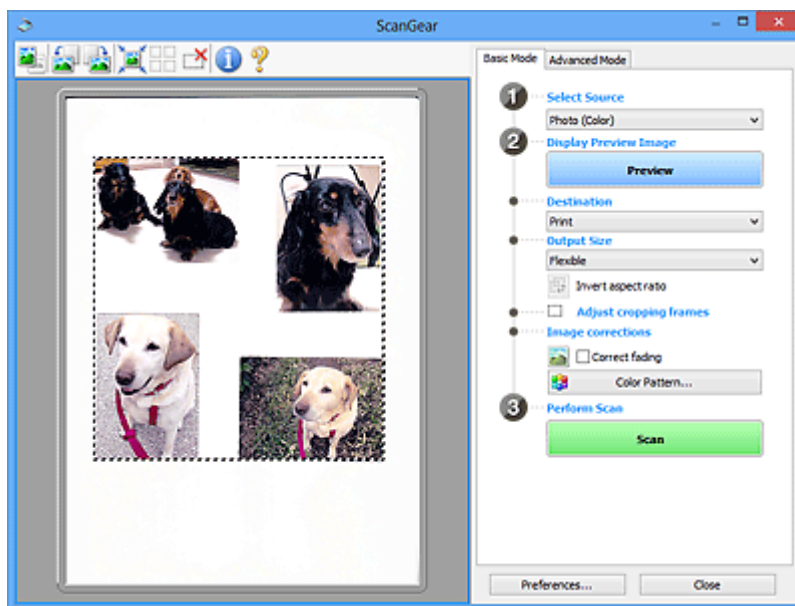 ScanGear
Basic Mode Advanced Mode
1 Select Source
Photo (Color)
2 Display Preview Image
Preview
Destination
Print
Output Size
Flexible
Invert aspect ratio
Adjust cropping frames
Image corrections
Correct fading
Color Pattern...
3 Perform Scan
Scan
Preferences... Close